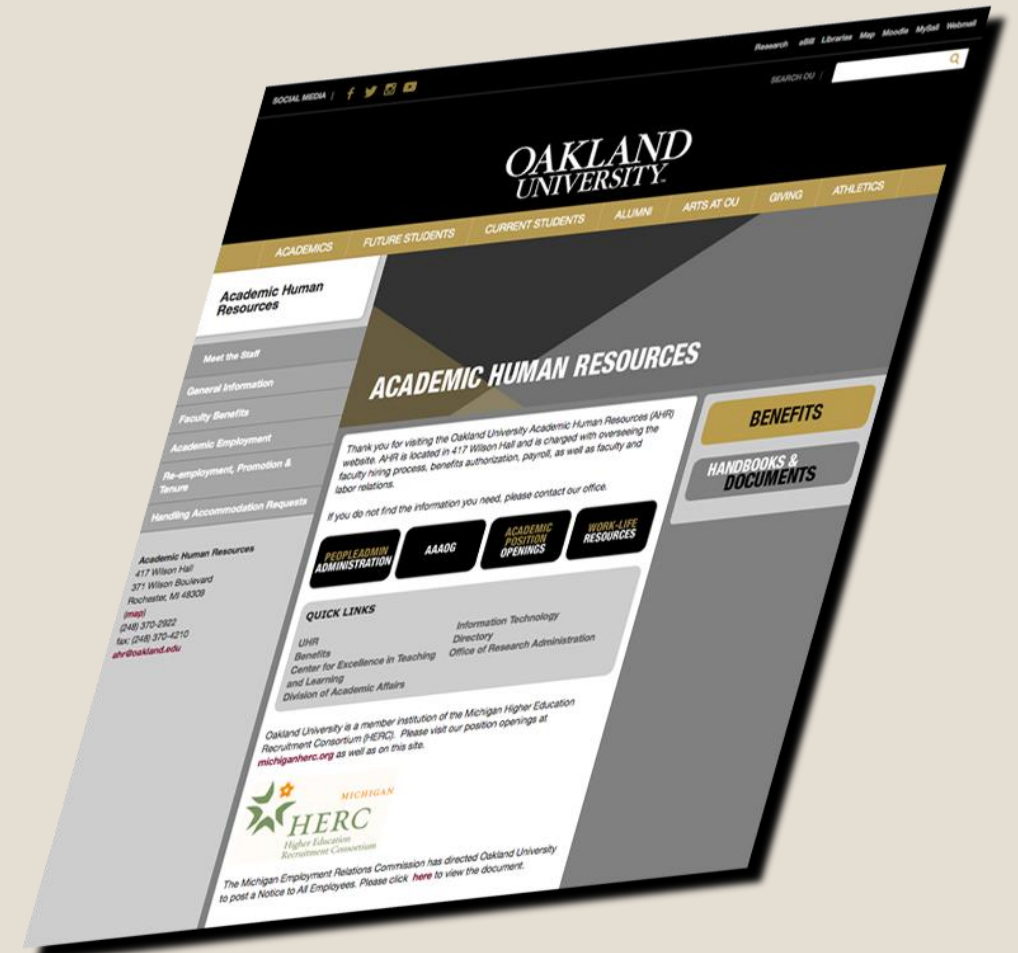 SOCIAL MEDIA |
Research eBill Libraries Map Moodle MySail Webmail
SEARCH OU |
OAKLAND
UNIVERSITY™
ACADEMICS FUTURE STUDENTS CURRENT STUDENTS ALUMNI ARTS AT OU GIVING ATHLETICS
Academic Human
Resources
Meet the Staff
General Information
Faculty Benefits
Academic Employment
Re-employment, Promotion &
Tenure
Handling Accommodation Requests
Academic Human Resources
417 Wilson Hall
371 Wilson Boulevard
Rochester, MI 48309
(map)
(248) 370-2922
fax: (248) 370-4210
ahr@oakland.edu
ACADEMIC HUMAN RESOURCES
Thank you for visiting the Oakland University Academic Human Resources (AHR)
website. AHR is located in 417 Wilson Hall and is charged with overseeing the
faculty hiring process, benefits authorization, payroll, as well as faculty and
labor relations.
If you do not find the information you need, please contact our office.
PEOPLEADMIN
ADMINISTRATION
AAAOG
ACADEMIC
POSITION
OPENINGS
WORK-LIFE
RESOURCES
QUICK LINKS
UHR
Benefits
Center for Excellence in Teaching
and Learning
Division of Academic Affairs
Information Technology
Directory
Office of Research Administration
Oakland University is a member institution of the Michigan Higher Education
Recruitment Consortium (HERC). Please visit our position openings at
michiganherc.org as well as on this site.
MICHIGAN
HERC
Higher Education
Recruitment Consortium
The Michigan Employment Relations Commission has directed Oakland University
to post a Notice to All Employees. Please click here to view the document.
BENEFITS
HANDBOOKS &
DOCUMENTS